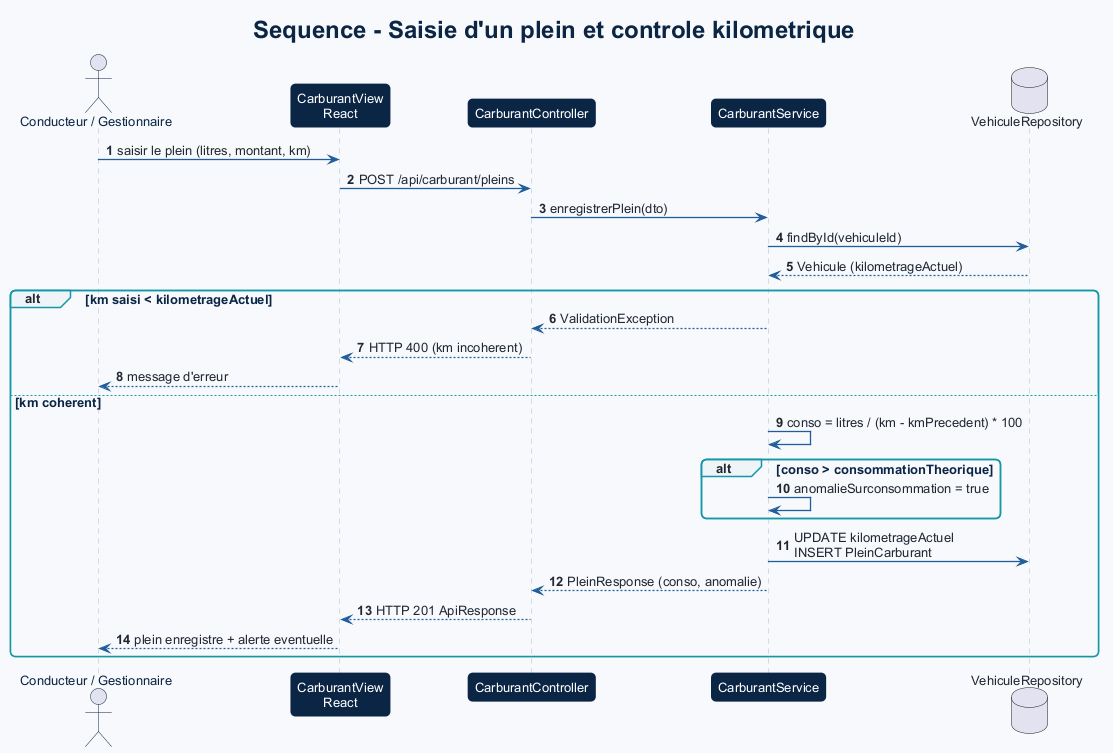 Sequence - Saisie d'un plein et controle kilometrique
Conducteur / Gestionnaire
CarburantView
React
CarburantController
CarburantService
VehiculeRepository
1 saisir le plein (litres, montant, km)
2 POST /api/carburant/pleins
3 enregistrerPlein(dto)
4 findById(vehiculeId)
5 Vehicule (kilometrageActuel)
alt [km saisi < kilometrageActuel]
6 ValidationException
7 HTTP 400 (km incoherent)
8 message d'erreur
[km coherent]
9 conso = litres / (km - kmPrecedent) * 100
alt [conso > consommationTheorique]
10 anomalieSurconsommation = true
11 UPDATE kilometrageActuel
INSERT PleinCarburant
12 PleinResponse (conso, anomalie)
13 HTTP 201 ApiResponse
14 plein enregistre + alerte eventuelle
Conducteur / Gestionnaire
CarburantView
React
CarburantController
CarburantService
VehiculeRepository